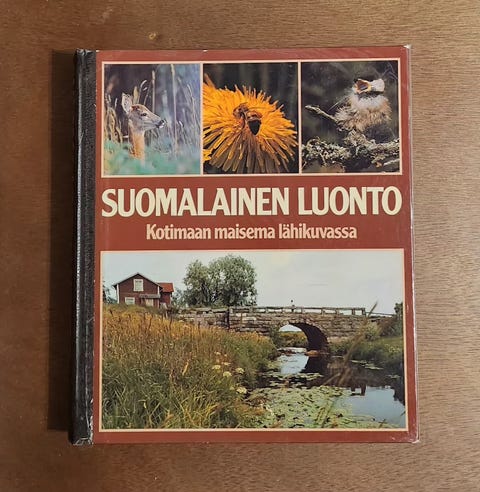 SUOMALAINEN LUONTO
Kotimaan maisema lähikuvassa